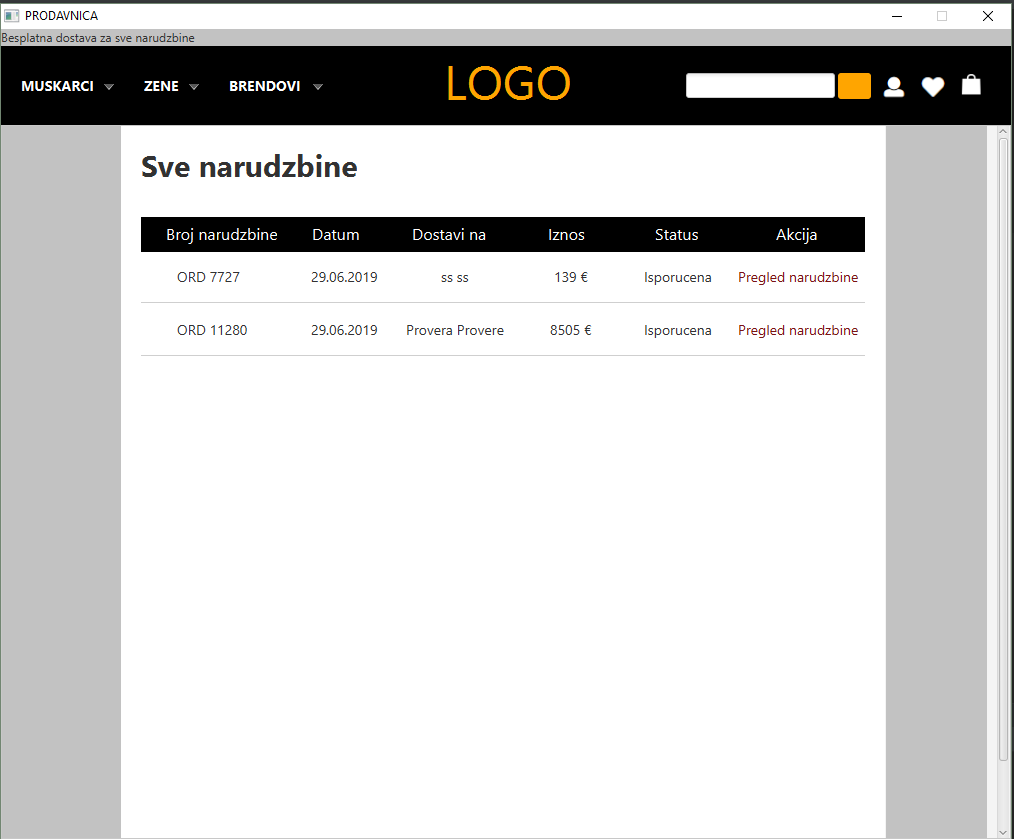 PRODAVNICA
Besplatna dostava za sve narudzbine
MUSKARCI ZENE BRENDOVI LOGO
Sve narudzbine
Broj narudzbine Datum Dostavi na Iznos Status Akcija
ORD 7727 29.06.2019 ss ss 139 € Isporucena Pregled narudzbine
ORD 11280 29.06.2019 Provera Provere 8505 € Isporucena Pregled narudzbine